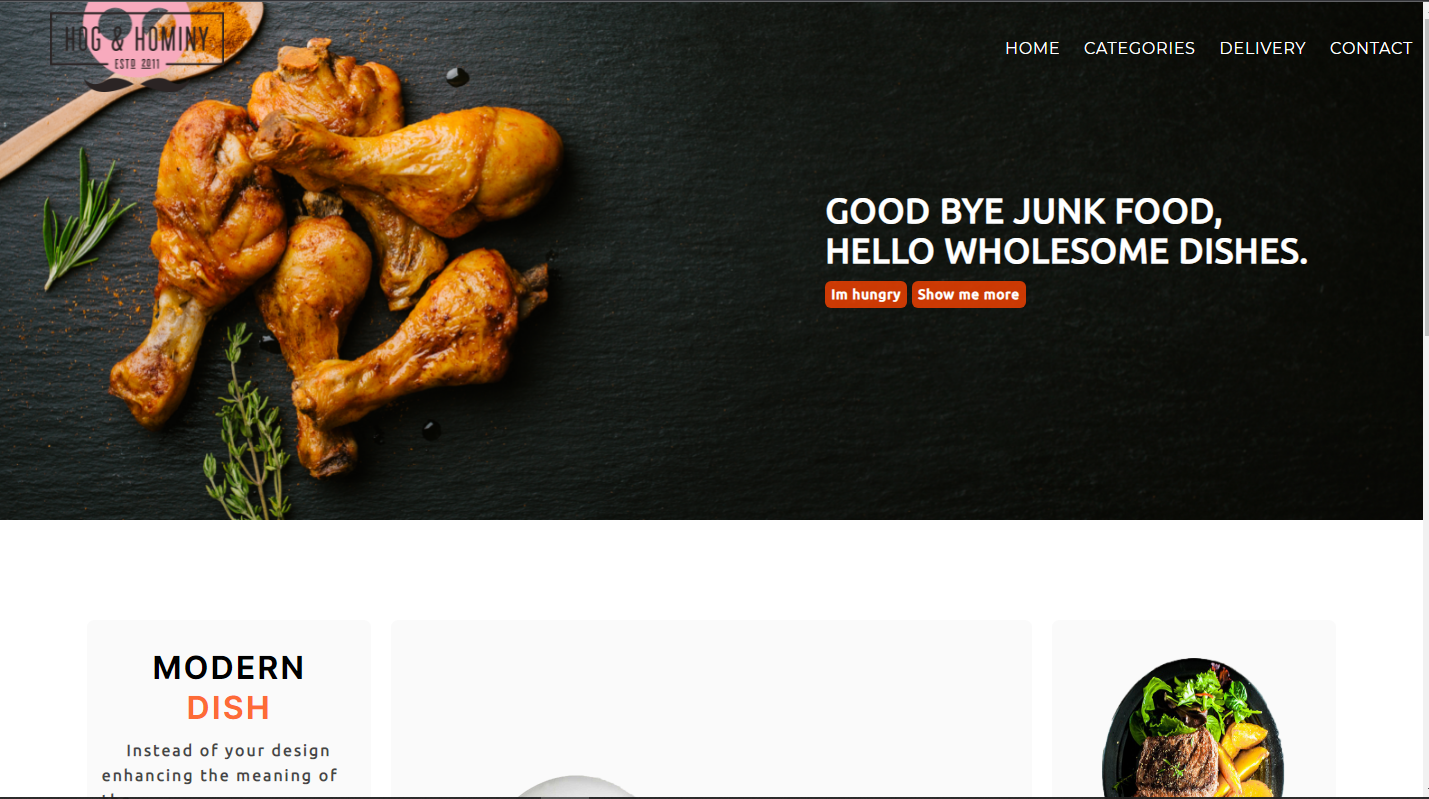 HOG & HOMINY
ESTD 2011
HOME CATEGORIES DELIVERY CONTACT
GOOD BYE JUNK FOOD,
HELLO WHOLESOME DISHES.
Im hungry Show me more
MODERN
DISH
Instead of your design
enhancing the meaning of